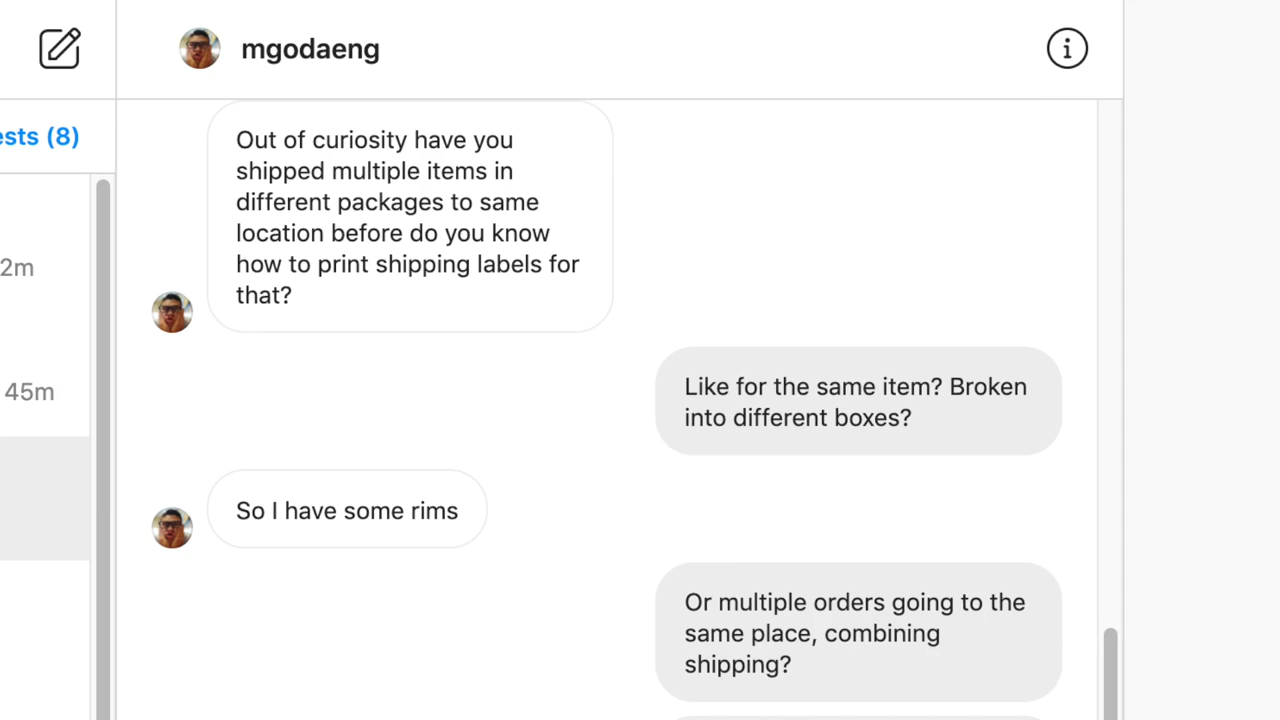 mgodaeng
ests (8)
Out of curiosity have you
shipped multiple items in
different packages to same
location before do you know
how to print shipping labels for
that?
2m
Like for the same item? Broken
into different boxes?
45m
So I have some rims
Or multiple orders going to the
same place, combining
shipping?